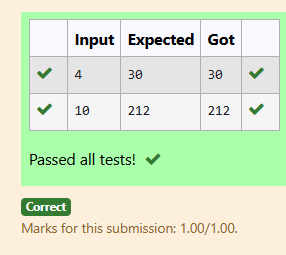 Input Expected Got
4 30 30
10 212 212
Passed all tests!
Correct
Marks for this submission: 1.00/1.00.